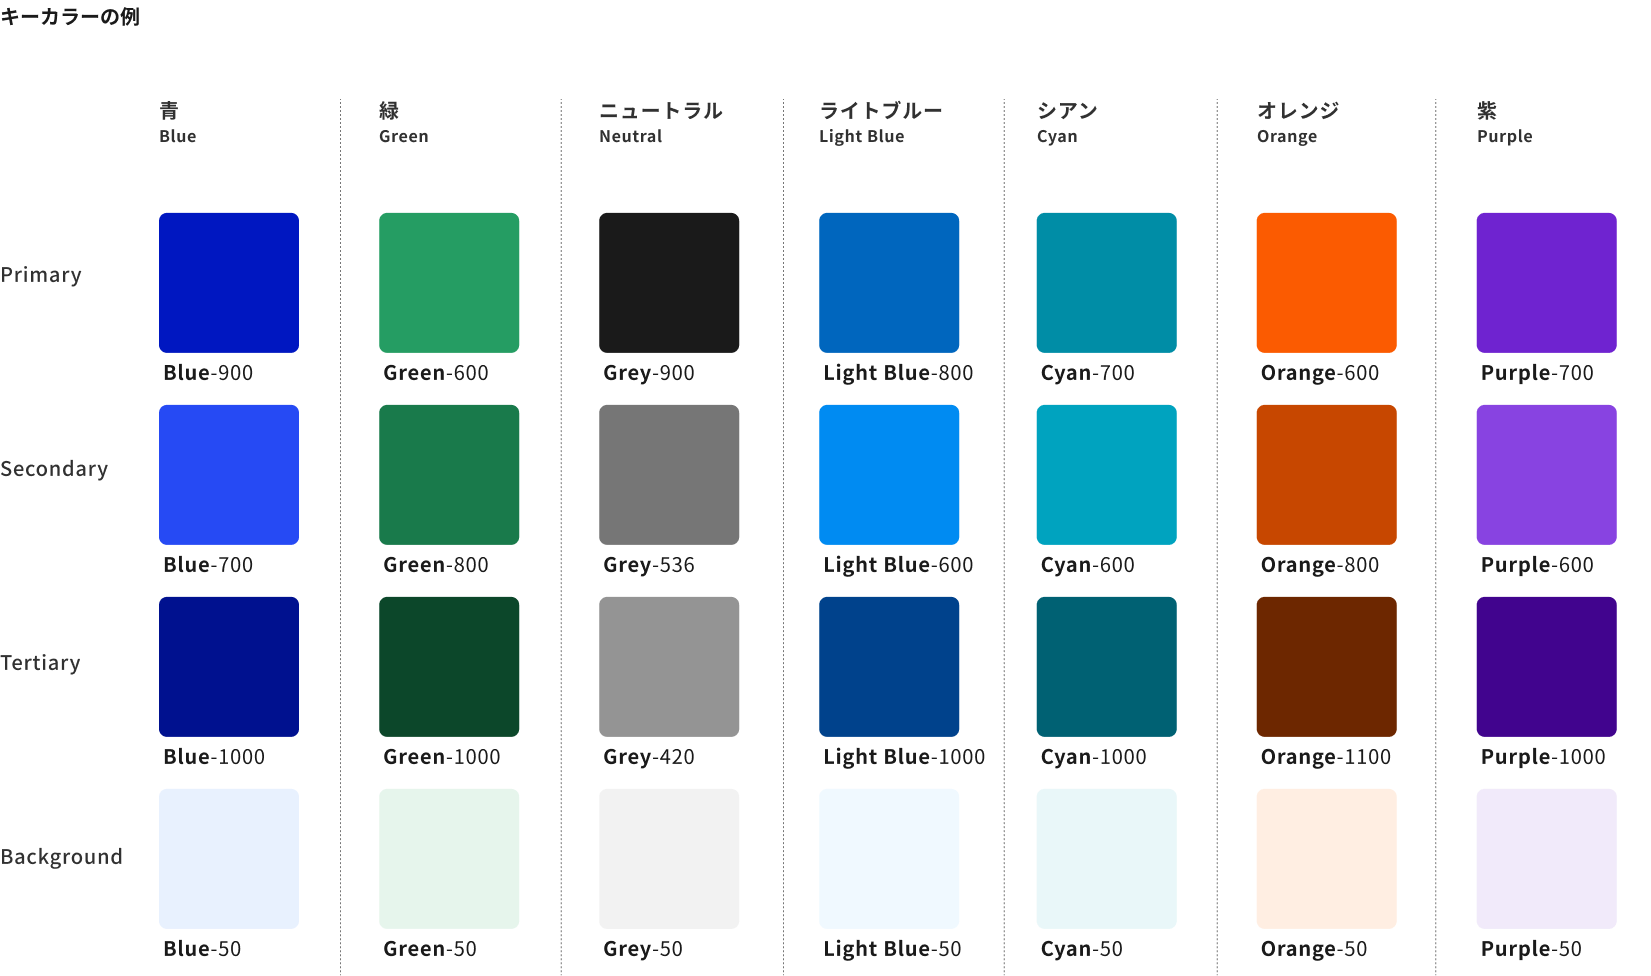 キーカラーの例
青
Blue
緑
Green
ニュートラル
Neutral
ライトブルー
Light Blue
シアン
Cyan
オレンジ
Orange
紫
Purple
Primary
Blue-900
Green-600
Grey-900
Light Blue-800
Cyan-700
Orange-600
Purple-700
Secondary
Blue-700
Green-800
Grey-536
Light Blue-600
Cyan-600
Orange-800
Purple-600
Tertiary
Blue-1000
Green-1000
Grey-420
Light Blue-1000
Cyan-1000
Orange-1100
Purple-1000
Background
Blue-50
Green-50
Grey-50
Light Blue-50
Cyan-50
Orange-50
Purple-50